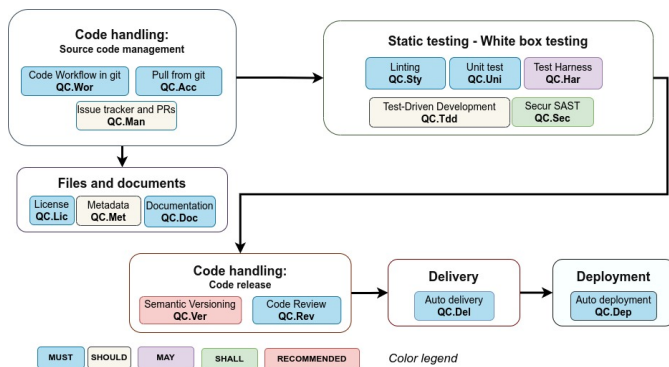 Code handling:
Source code management
Code Workflow in git
QC.Wor
Pull from git
QC.Acc
Issue tracker and PRs
QC.Man
Static testing - White box testing
Linting
QC.Sty
Unit test
QC.Uni
Test Harness
QC.Har
Test-Driven Development
QC.Tdd
Secur SAST
QC.Sec
Files and documents
License
QC.Lic
Metadata
QC.Met
Documentation
QC.Doc
Code handling:
Code release
Semantic Versioning
QC.Ver
Code Review
QC.Rev
Delivery
Auto delivery
QC.Del
Deployment
Auto deployment
QC.Dep
MUST
SHOULD
MAY
SHALL
RECOMMENDED
Color legend